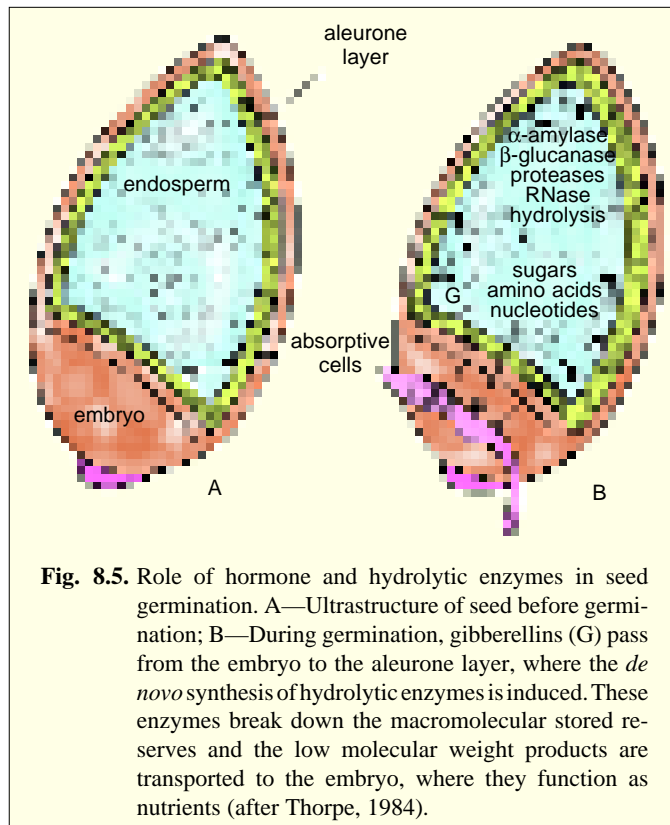 aleurone
layer
endosperm
α-amylase
β-glucanase
proteases
RNase
hydrolysis
sugars
amino acids
nucleotides
G
absorptive
cells
embryo
A
B
Fig. 8.5. Role of hormone and hydrolytic enzymes in seed
germination. A—Ultrastructure of seed before germi-
nation; B—During germination, gibberellins (G) pass
from the embryo to the aleurone layer, where the de
novo synthesis of hydrolytic enzymes is induced. These
enzymes break down the macromolecular stored re-
serves and the low molecular weight products are
transported to the embryo, where they function as
nutrients (after Thorpe, 1984).